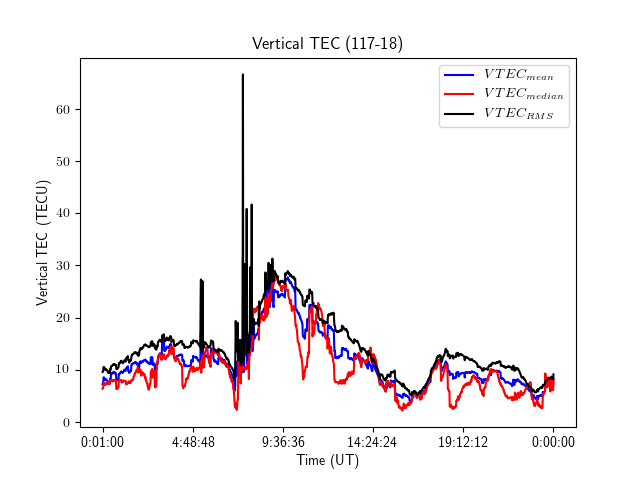 Vertical TEC (117-18)
VTEC_mean
VTEC_median
VTEC_RMS
Vertical TEC (TECU)
60
50
40
30
20
10
0
0:01:00 4:48:48 9:36:36 14:24:24 19:12:12 0:00:00
Time (UT)